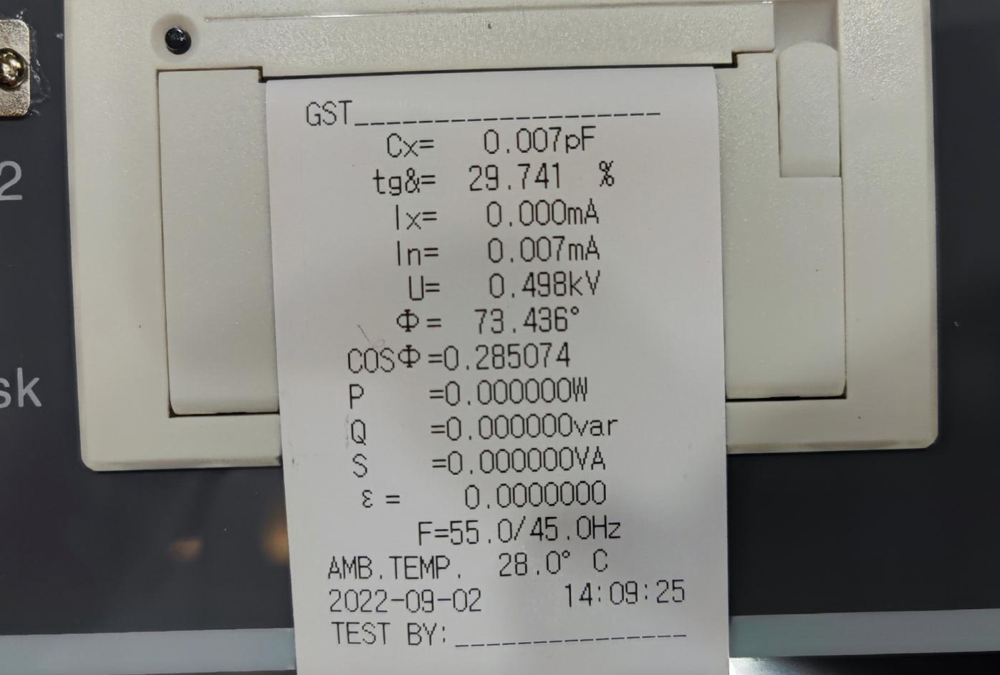 GST____________________
Cx= 0.007pF
tg&= 29.741 %
Ix= 0.000mA
In= 0.007mA
U= 0.498kV
Φ= 73.436°
COSΦ=0.285074
P =0.000000W
Q =0.000000var
S =0.000000VA
ε= 0.0000000
F=55.0/45.0Hz
AMB.TEMP. 28.0° C
2022-09-02 14:09:25
TEST BY:______________
2
sk